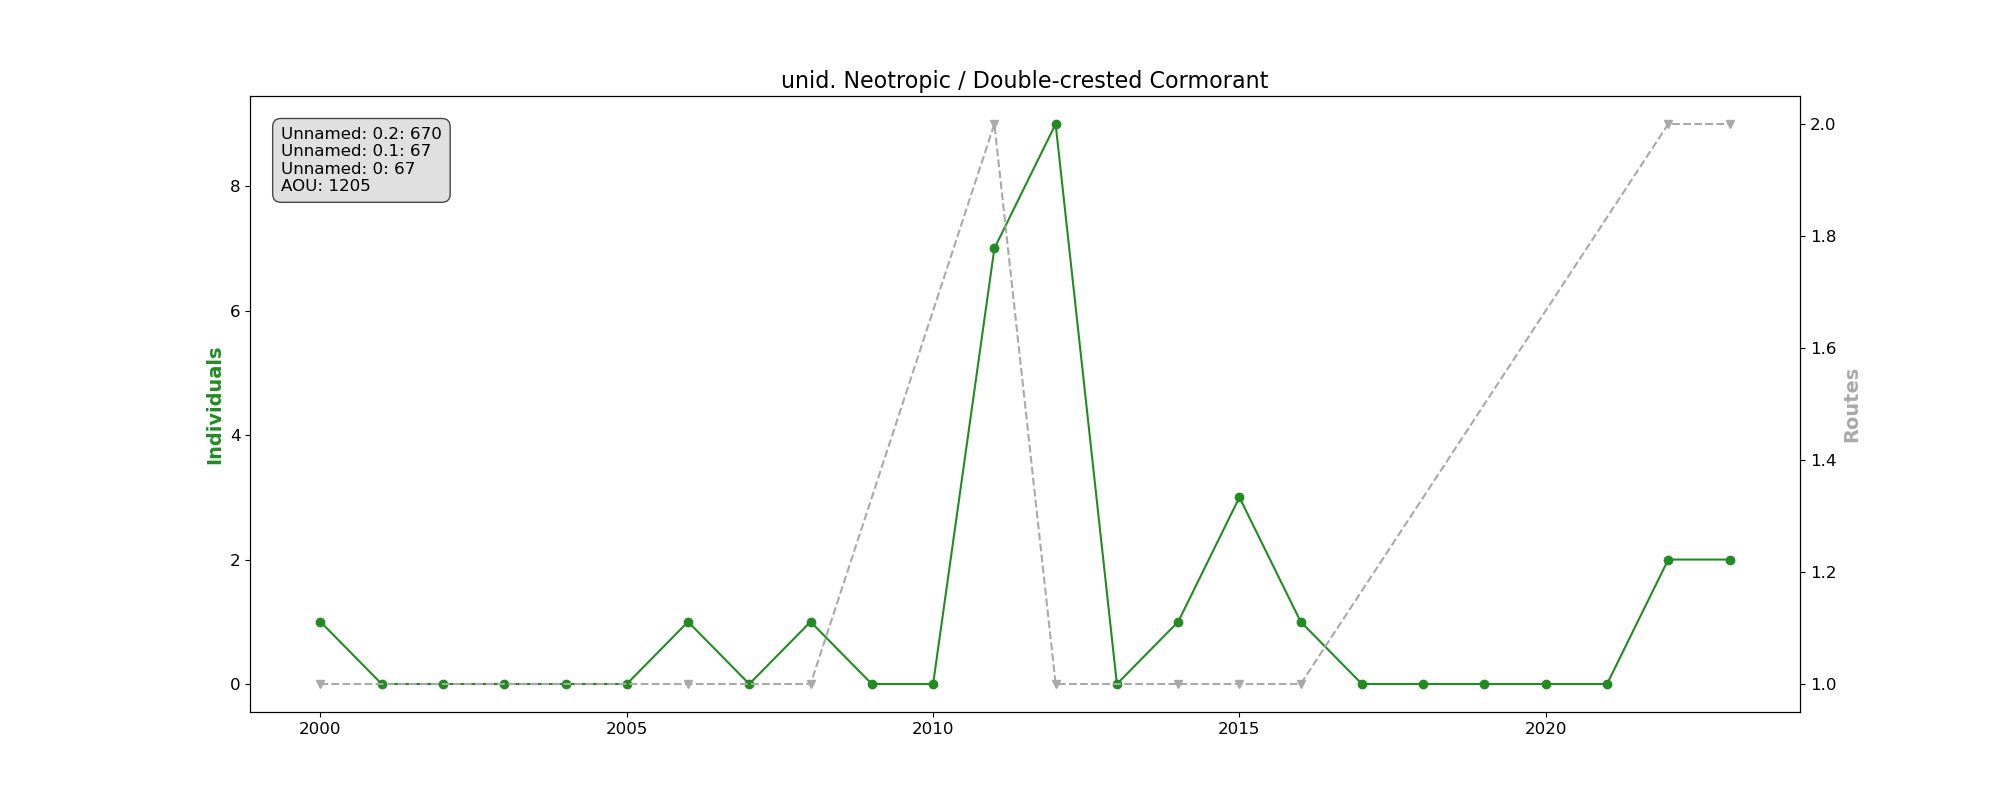 unid. Neotropic / Double-crested Cormorant
Unnamed: 0.2: 670
Unnamed: 0.1: 67
Unnamed: 0: 67
AOU: 1205
Individuals
8
6
4
2
0
2000 2005 2010 2015 2020
2.0
1.8
1.6
1.4
1.2
1.0
Routes